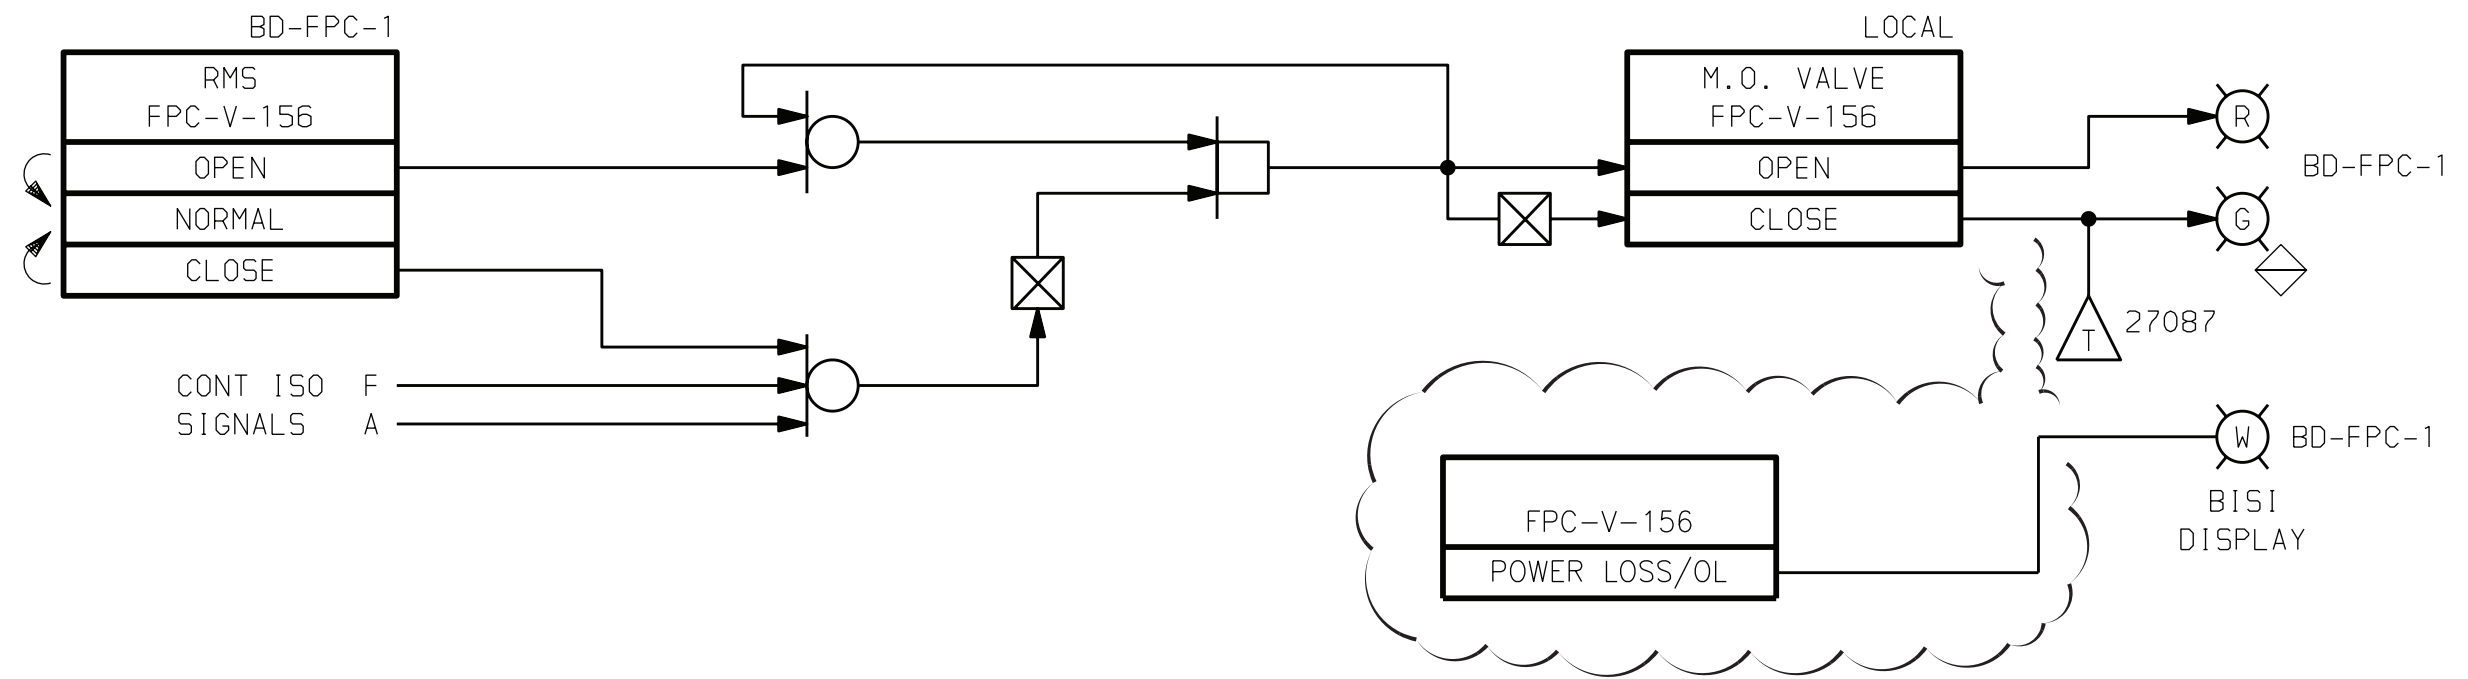 BD-FPC-1
RMS
FPC-V-156
OPEN
NORMAL
CLOSE
CONT ISO F
SIGNALS A
LOCAL
M.O. VALVE
FPC-V-156
OPEN
CLOSE
R
G
BD-FPC-1
T
27087
FPC-V-156
POWER LOSS/OL
W
BD-FPC-1
BISI
DISPLAY